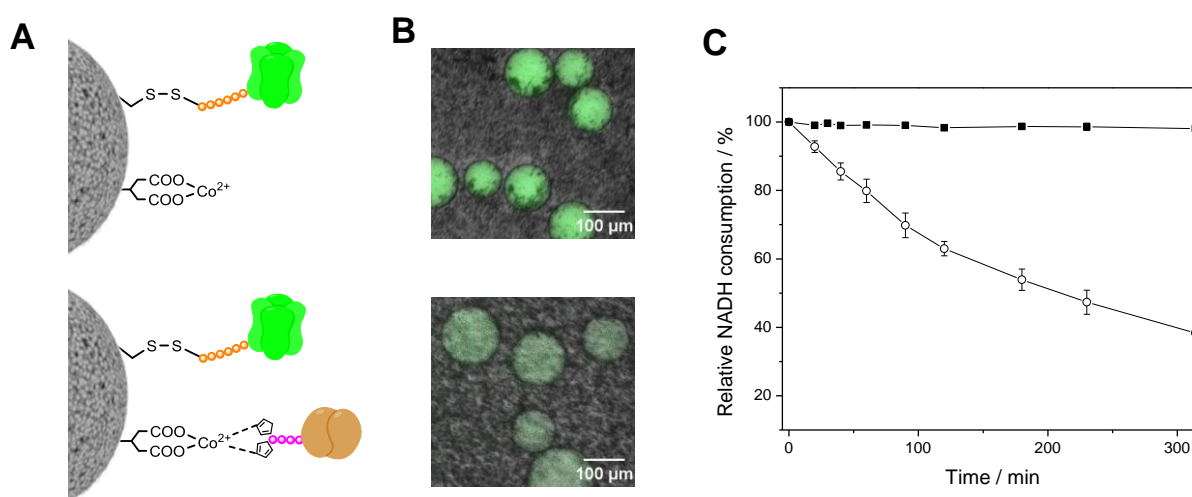 A
S–S
COO
COO
Co2+
S–S
COO
COO
Co2+
B
100 µm
100 µm
C
Relative NADH consumption / %
100
80
60
40
20
0
100
200
300
Time / min